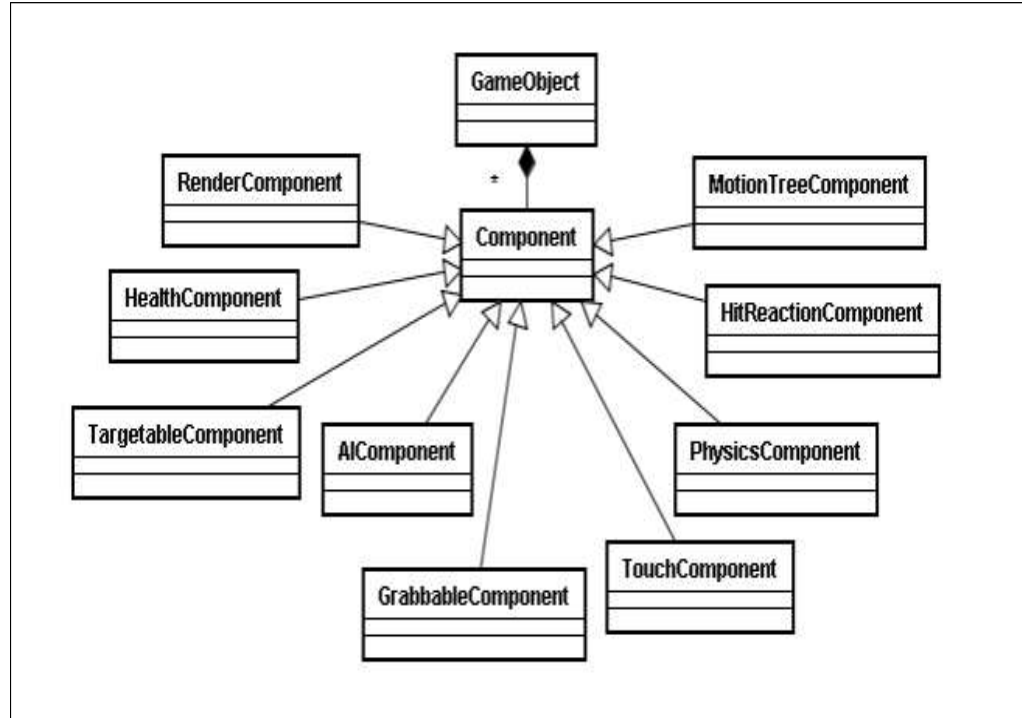 GameObject
*
RenderComponent
MotionTreeComponent
Component
HealthComponent
HitReactionComponent
TargetableComponent
AIComponent
PhysicsComponent
GrabbableComponent
TouchComponent